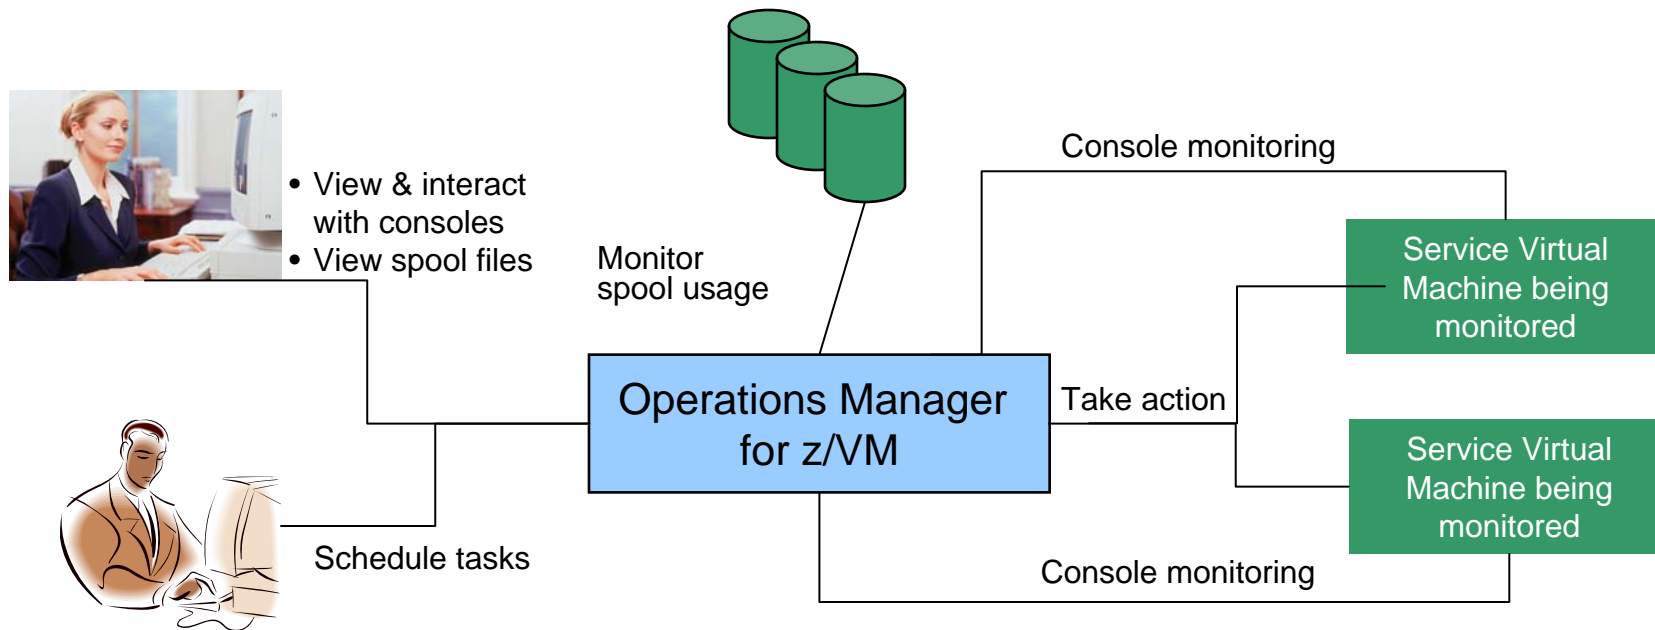 Console monitoring
• View & interact
with consoles
• View spool files
Monitor
spool usage
Service Virtual
Machine being
monitored
Operations Manager
for z/VM
Take action
Service Virtual
Machine being
monitored
Schedule tasks
Console monitoring